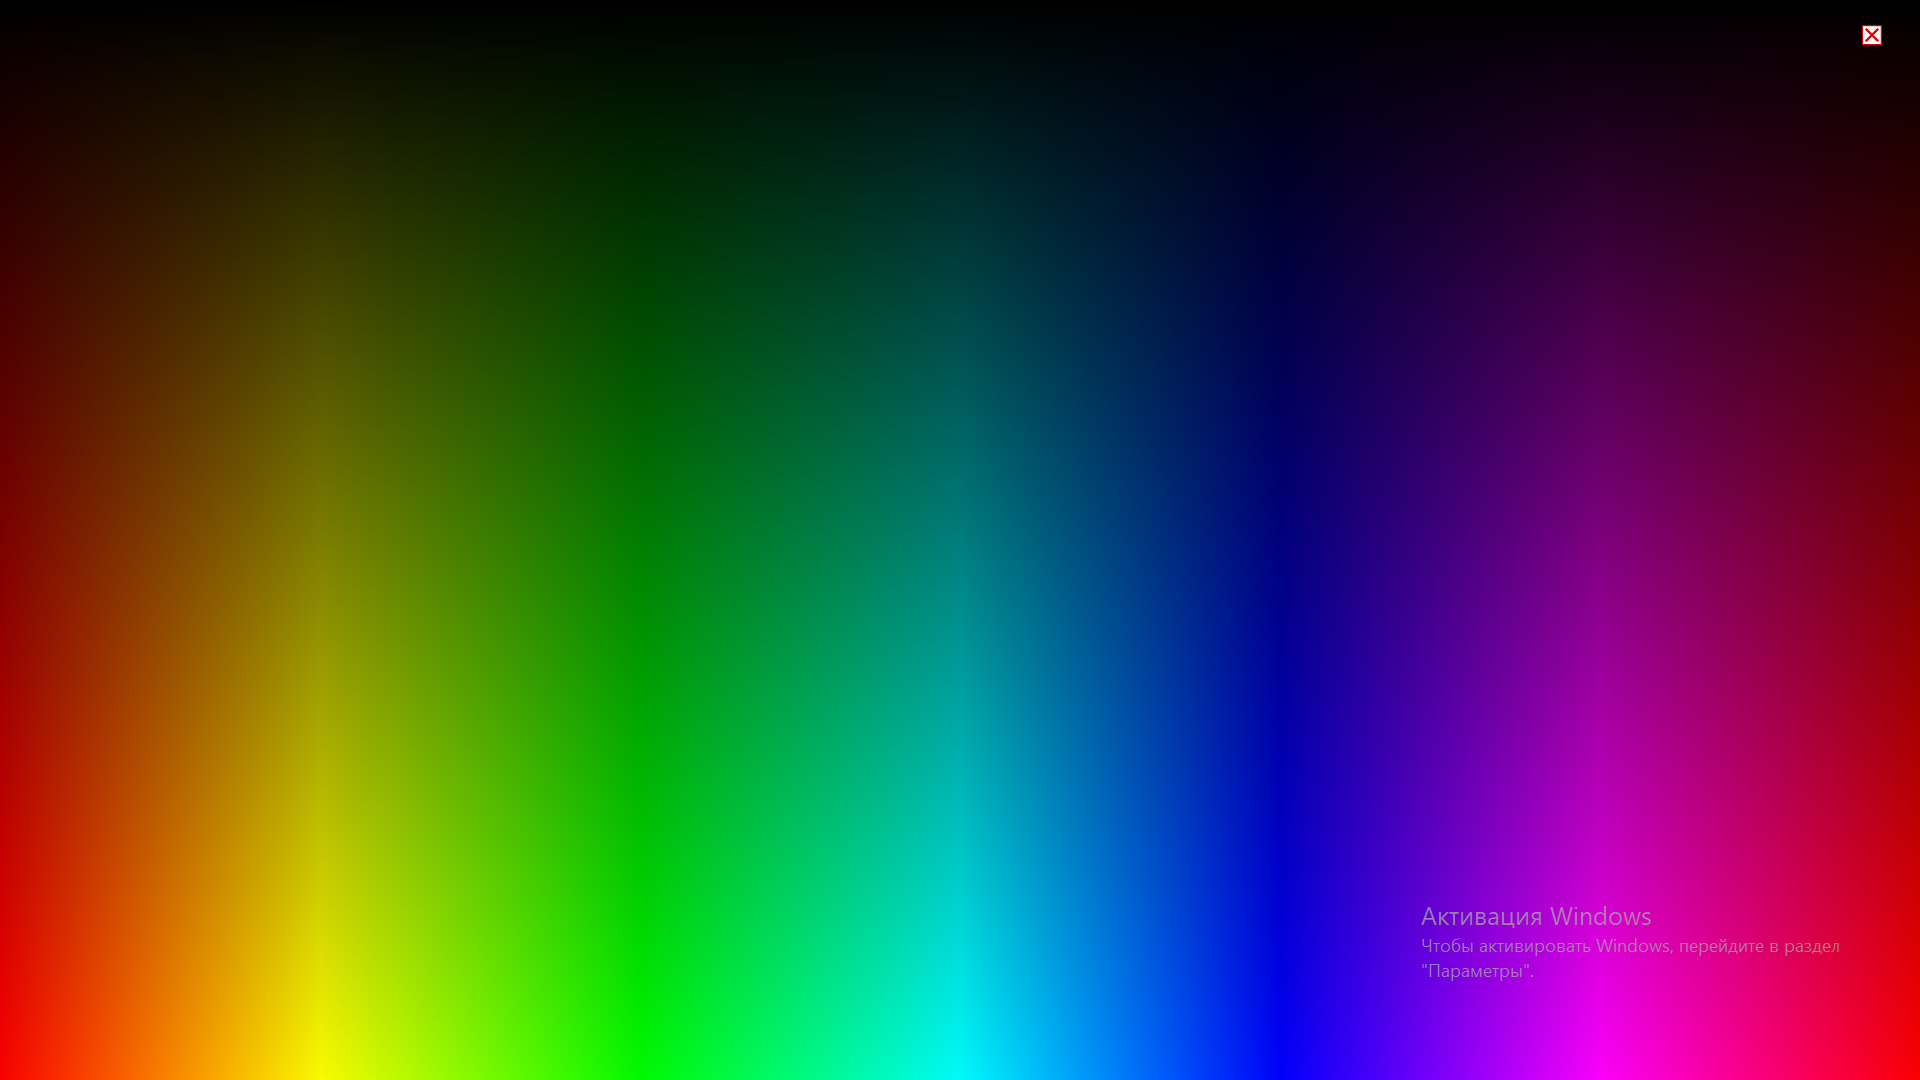 Активация Windows
Чтобы активировать Windows, перейдите в раздел
"Параметры".